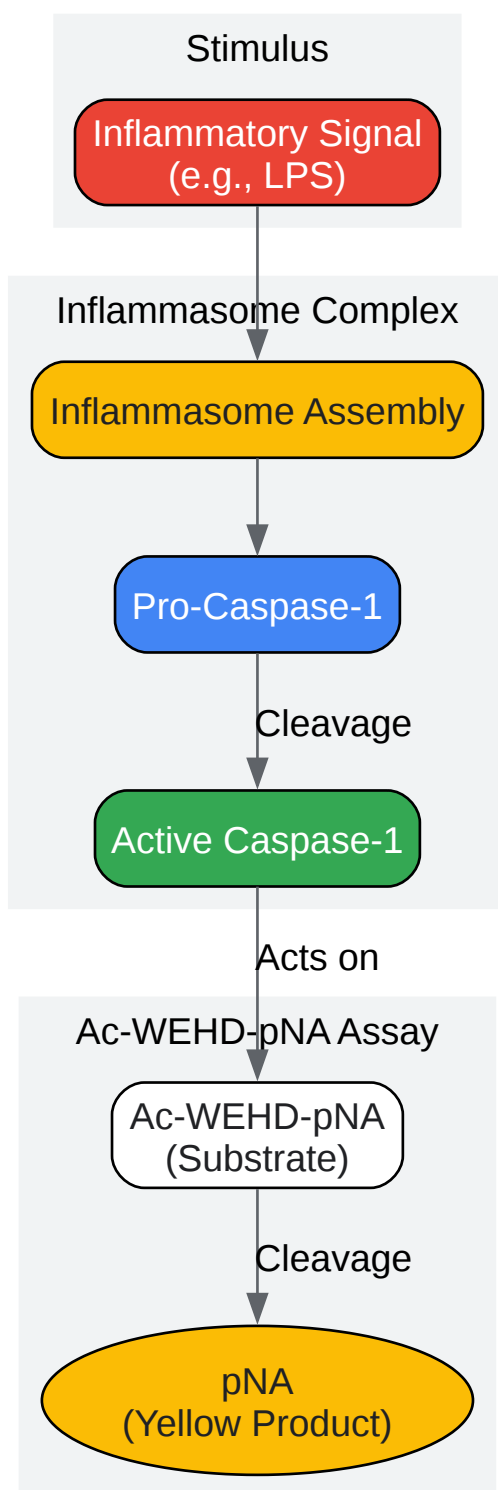 Stimulus
Inflammatory Signal
(e.g., LPS)
Inflammasome Complex
Inflammasome Assembly
Pro-Caspase-1
Cleavage
Active Caspase-1
Acts on
Ac-WEHD-pNA Assay
Ac-WEHD-pNA
(Substrate)
Cleavage
pNA
(Yellow Product)